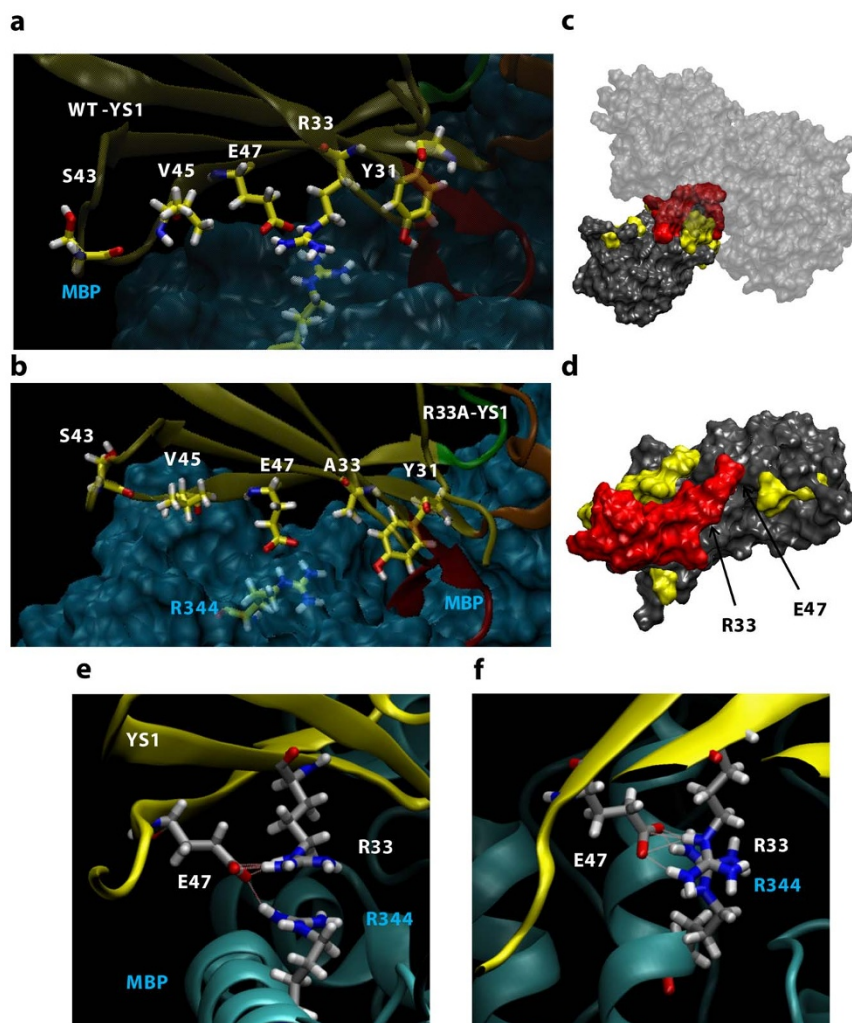 a
WT-YS1
R33
E47
V45
Y31
S43
MBP
b
R33A-YS1
S43
V45
E47
A33
Y31
R344
MBP
c
d
R33
E47
e
YS1
R33
E47
R344
MBP
f
E47
R33
R344